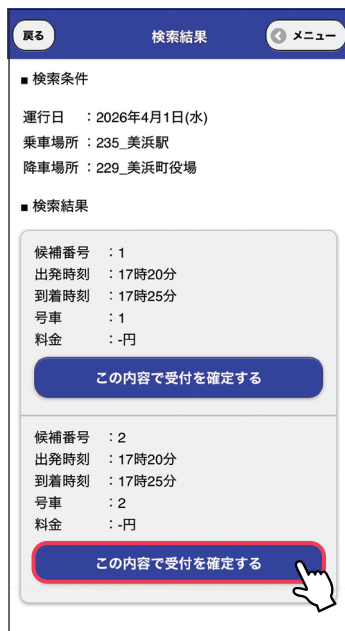 戻る
検索結果
メニュー
■ 検索条件
運行日　：2026年4月1日(水)
乗車場所：235_美浜駅
降車場所：229_美浜町役場
■ 検索結果
候補番号　：1
出発時刻　：17時20分
到着時刻　：17時25分
号車　　　：1
料金　　　：-円
この内容で受付を確定する
候補番号　：2
出発時刻　：17時20分
到着時刻　：17時25分
号車　　　：2
料金　　　：-円
この内容で受付を確定する